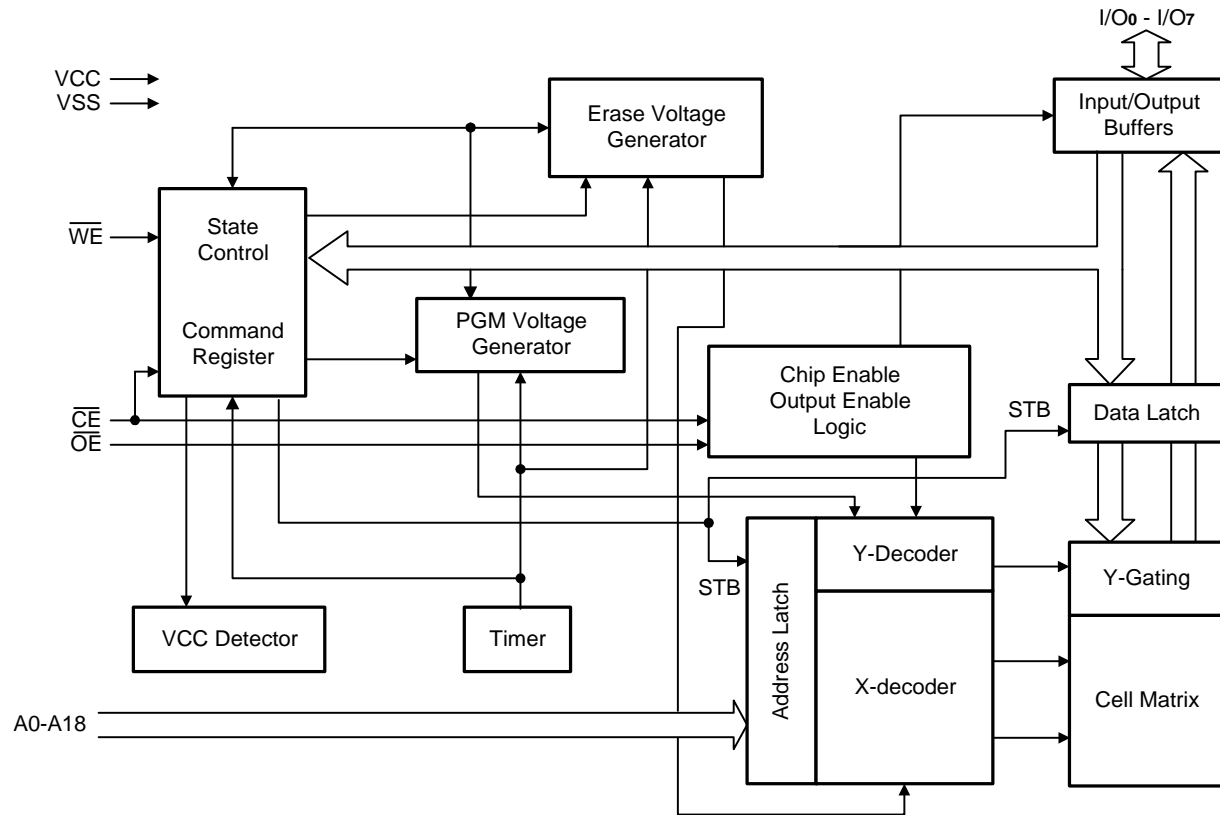 I/O0 - I/O7
VCC
VSS
Erase Voltage
Generator
Input/Output
Buffers
WE
State
Control
Command
Register
PGM Voltage
Generator
Chip Enable
Output Enable
Logic
CE
OE
STB
Data Latch
Y-Decoder
STB
Address Latch
Y-Gating
VCC Detector
Timer
X-decoder
Cell Matrix
A0-A18